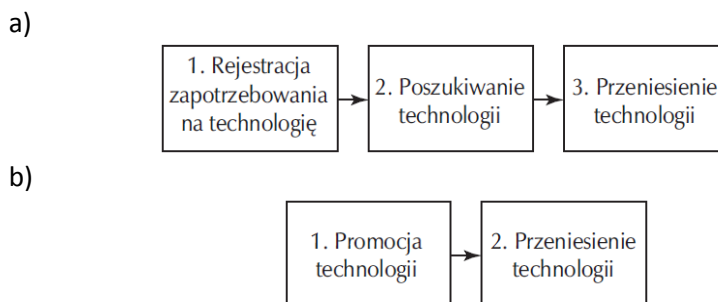 a)
1. Rejestracja
zapotrzebowania
na technologię
2. Poszukiwanie
technologii
3. Przeniesienie
technologii
b)
1. Promocja
technologii
2. Przeniesienie
technologii